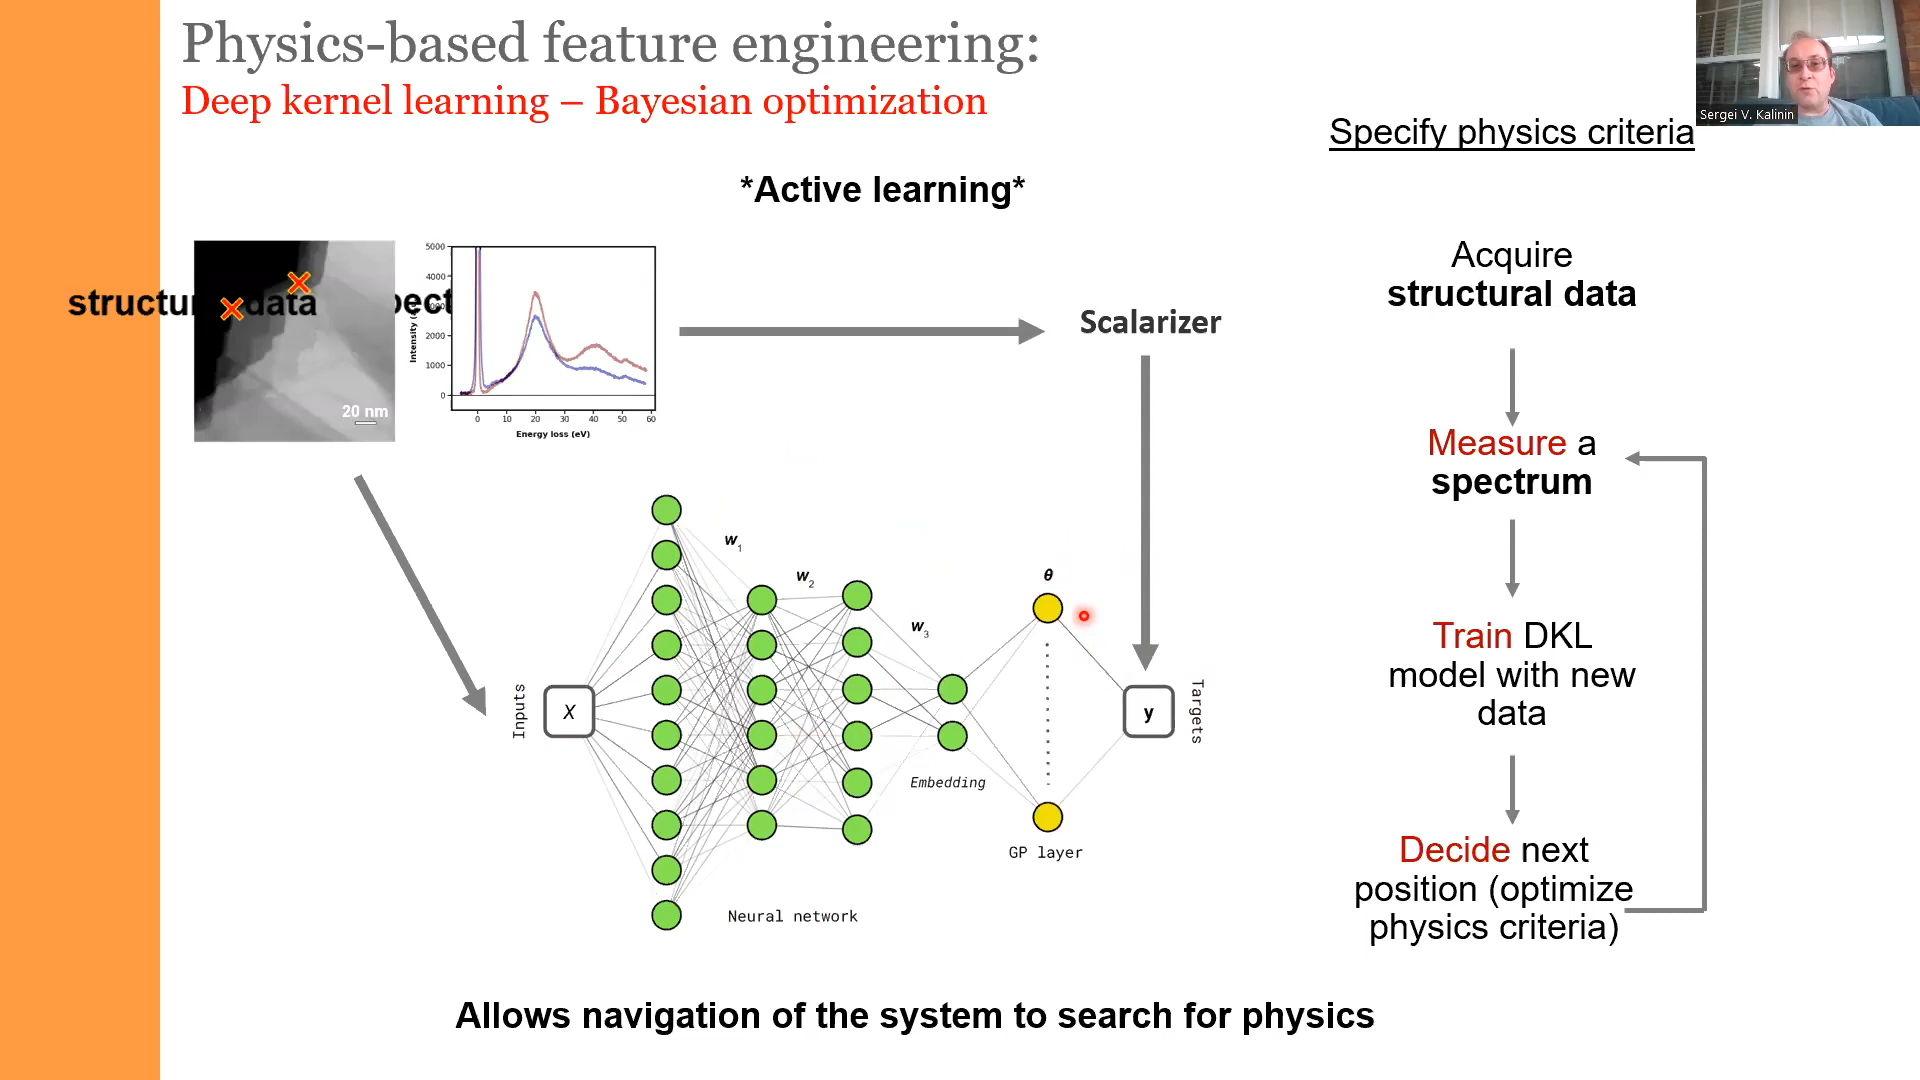 Physics-based feature engineering:
Deep kernel learning – Bayesian optimization
Sergei V. Kalinin
Specify physics criteria
*Active learning*
structural data
20 nm
5000
4000
2000
1000
0
Intensity
0 10 20 30 40 50 60
Energy loss (eV)
Scalarizer
Acquire
structural data
Measure a
spectrum
Train DKL
model with new
data
Decide next
position (optimize
physics criteria)
w1
w2
w3
θ
Inputs
X
y
Targets
Embedding
GP layer
Neural network
Allows navigation of the system to search for physics